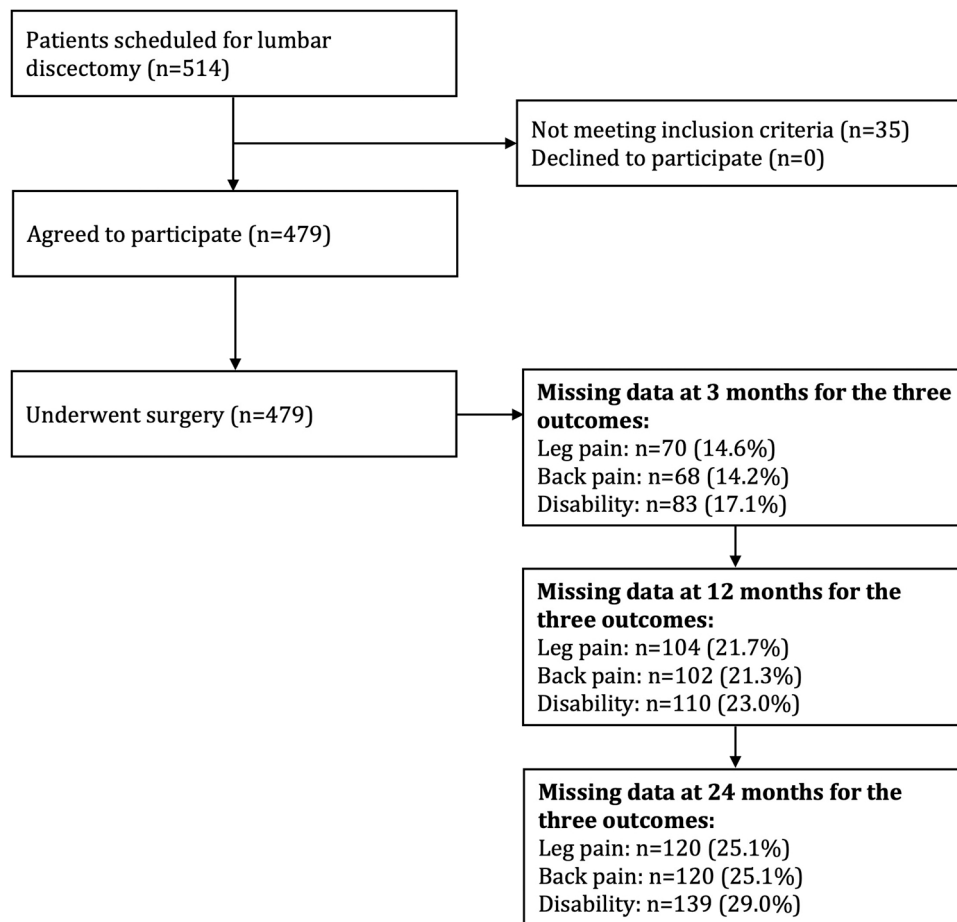 Patients scheduled for lumbar
discectomy (n=514)
Not meeting inclusion criteria (n=35)
Declined to participate (n=0)
Agreed to participate (n=479)
Underwent surgery (n=479)
Missing data at 3 months for the three
outcomes:
Leg pain: n=70 (14.6%)
Back pain: n=68 (14.2%)
Disability: n=83 (17.1%)
Missing data at 12 months for the
three outcomes:
Leg pain: n=104 (21.7%)
Back pain: n=102 (21.3%)
Disability: n=110 (23.0%)
Missing data at 24 months for the
three outcomes:
Leg pain: n=120 (25.1%)
Back pain: n=120 (25.1%)
Disability: n=139 (29.0%)